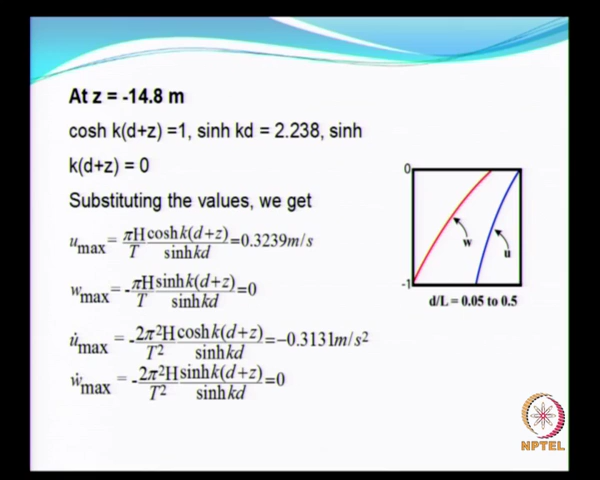 At z = -14.8 m
cosh k(d+z) =1, sinh kd = 2.238, sinh
k(d+z) = 0
Substituting the values, we get
u_max = πH/T cosh k(d+z)/sinh kd =0.3239m/s
w_max = -πH/T sinh k(d+z)/sinh kd =0
u̇_max = -2π²H/T² cosh k(d+z)/sinh kd =−0.3131m/s²
ẇ_max = -2π²H/T² sinh k(d+z)/sinh kd =0
0
w
u
-1
d/L = 0.05 to 0.5
NPTEL